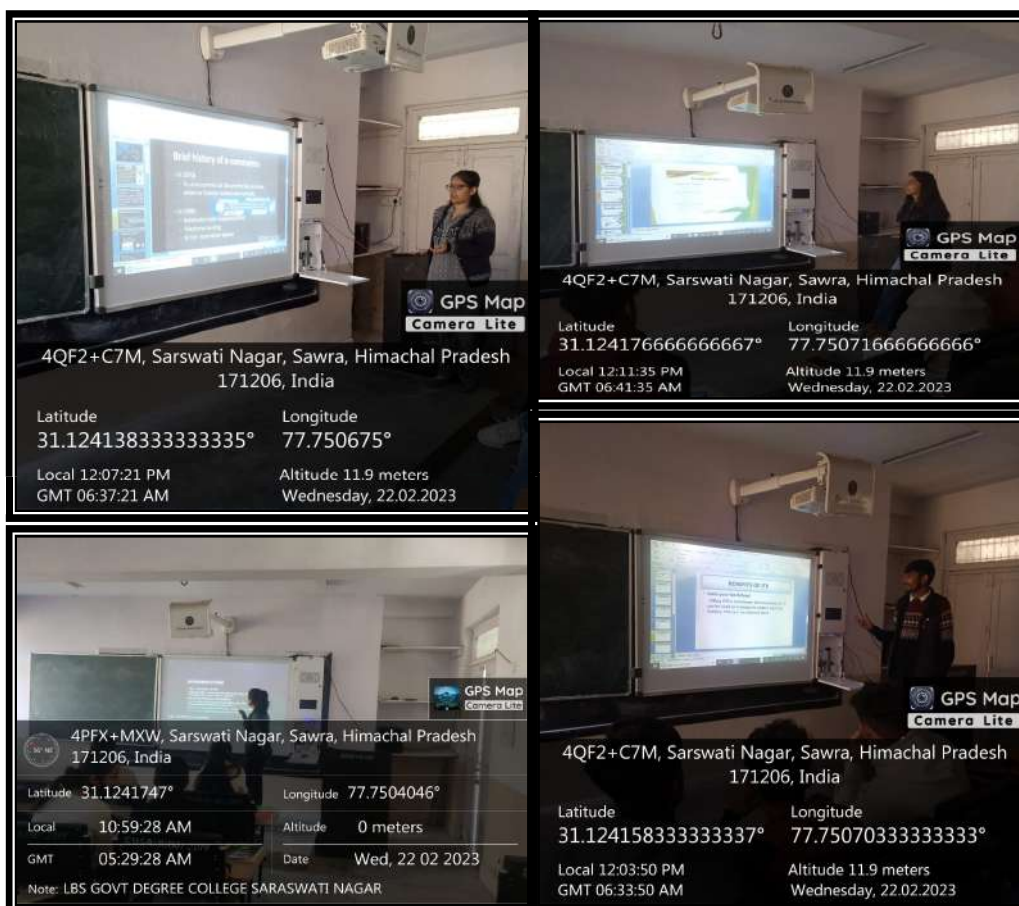 Brief history of e-commerce
GPS Map
Camera Lite
4QF2+C7M, Sarswati Nagar, Sawra, Himachal Pradesh
171206, India
Latitude
31.124138333333335°
Longitude
77.750675°
Local 12:07:21 PM
GMT 06:37:21 AM
Altitude 11.9 meters
Wednesday, 22.02.2023
GPS Map
Camera Lite
4QF2+C7M, Sarswati Nagar, Sawra, Himachal Pradesh
171206, India
Latitude
31.124176666666667°
Longitude
77.75071666666666°
Local 12:11:35 PM
GMT 06:41:35 AM
Altitude 11.9 meters
Wednesday, 22.02.2023
GPS Map
Camera Lite
4PFX+MXW, Sarswati Nagar, Sawra, Himachal Pradesh
171206, India
Latitude 31.1241747°
Longitude 77.7504046°
Local 10:59:28 AM
Altitude 0 meters
GMT 05:29:28 AM
Date Wed, 22 02 2023
Note: LBS GOVT DEGREE COLLEGE SARASWATI NAGAR
GPS Map
Camera Lite
4QF2+C7M, Sarswati Nagar, Sawra, Himachal Pradesh
171206, India
Latitude
31.124158333333337°
Longitude
77.75070333333333°
Local 12:03:50 PM
GMT 06:33:50 AM
Altitude 11.9 meters
Wednesday, 22.02.2023